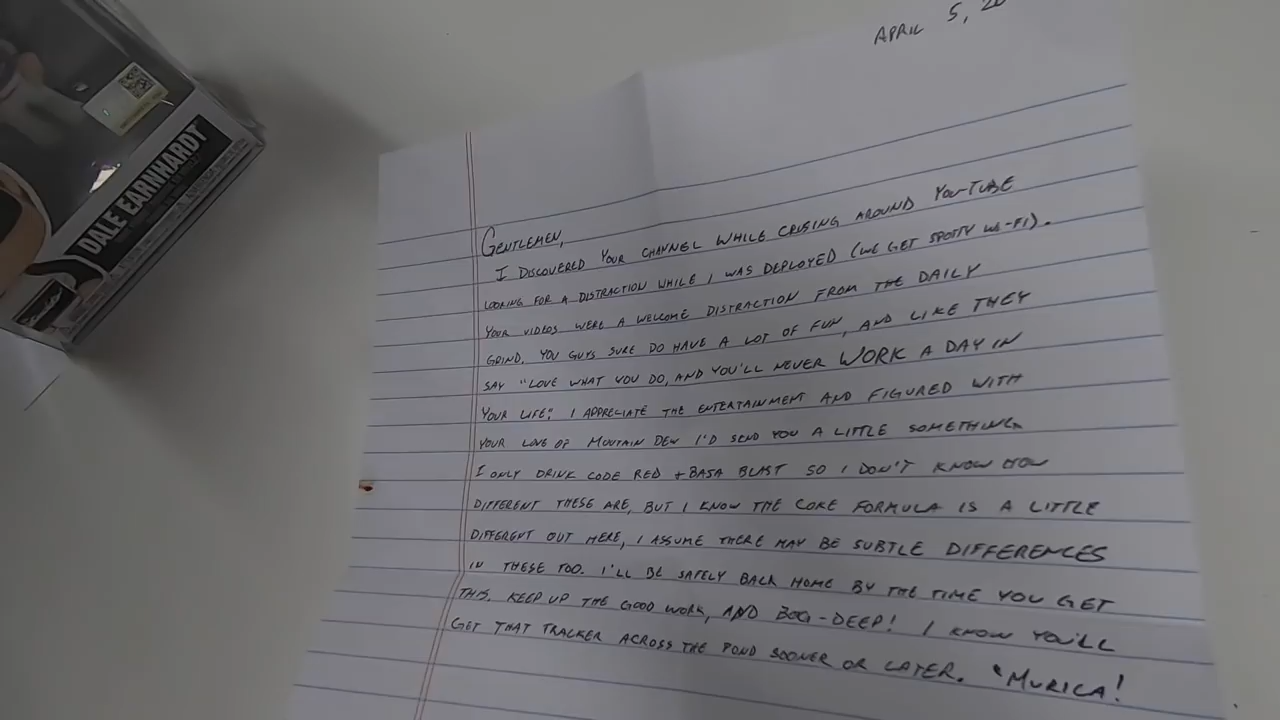 APRIL 5, 20
DALE EARNHARDT
GENTLEMEN,
I DISCOVERED YOUR CHANNEL WHILE CRUSING AROUND YOU-TUBE
LOOKING FOR A DISTRACTION WHILE I WAS DEPLOYED (WE GET SPOTTY WI-FI).
YOUR VIDEOS WERE A WELCOME DISTRACTION FROM THE DAILY
GRIND. YOU GUYS SURE DO HAVE A LOT OF FUN, AND LIKE THEY
SAY "LOVE WHAT YOU DO, AND YOU'LL NEVER WORK A DAY IN
YOUR LIFE". I APPRECIATE THE ENTERTAINMENT AND FIGURED WITH
YOUR LOVE OF MOUTAIN DEW I'D SEND YOU A LITTLE SOMETHING.
I ONLY DRINK CODE RED + BAJA BLAST SO I DON'T KNOW HOW
DIFFERENT THESE ARE, BUT I KNOW THE COKE FORMULA IS A LITTLE
DIFFERENT OUT HERE, I ASSUME THERE MAY BE SUBTLE DIFFERENCES
IN THESE TOO. I'LL BE SAFELY BACK HOME BY THE TIME YOU GET
THIS. KEEP UP THE GOOD WORK, AND BOG-DEEP! I KNOW YOU'LL
GET THAT TRACKER ACROSS THE POND SOONER OR LATER. 'MURICA!